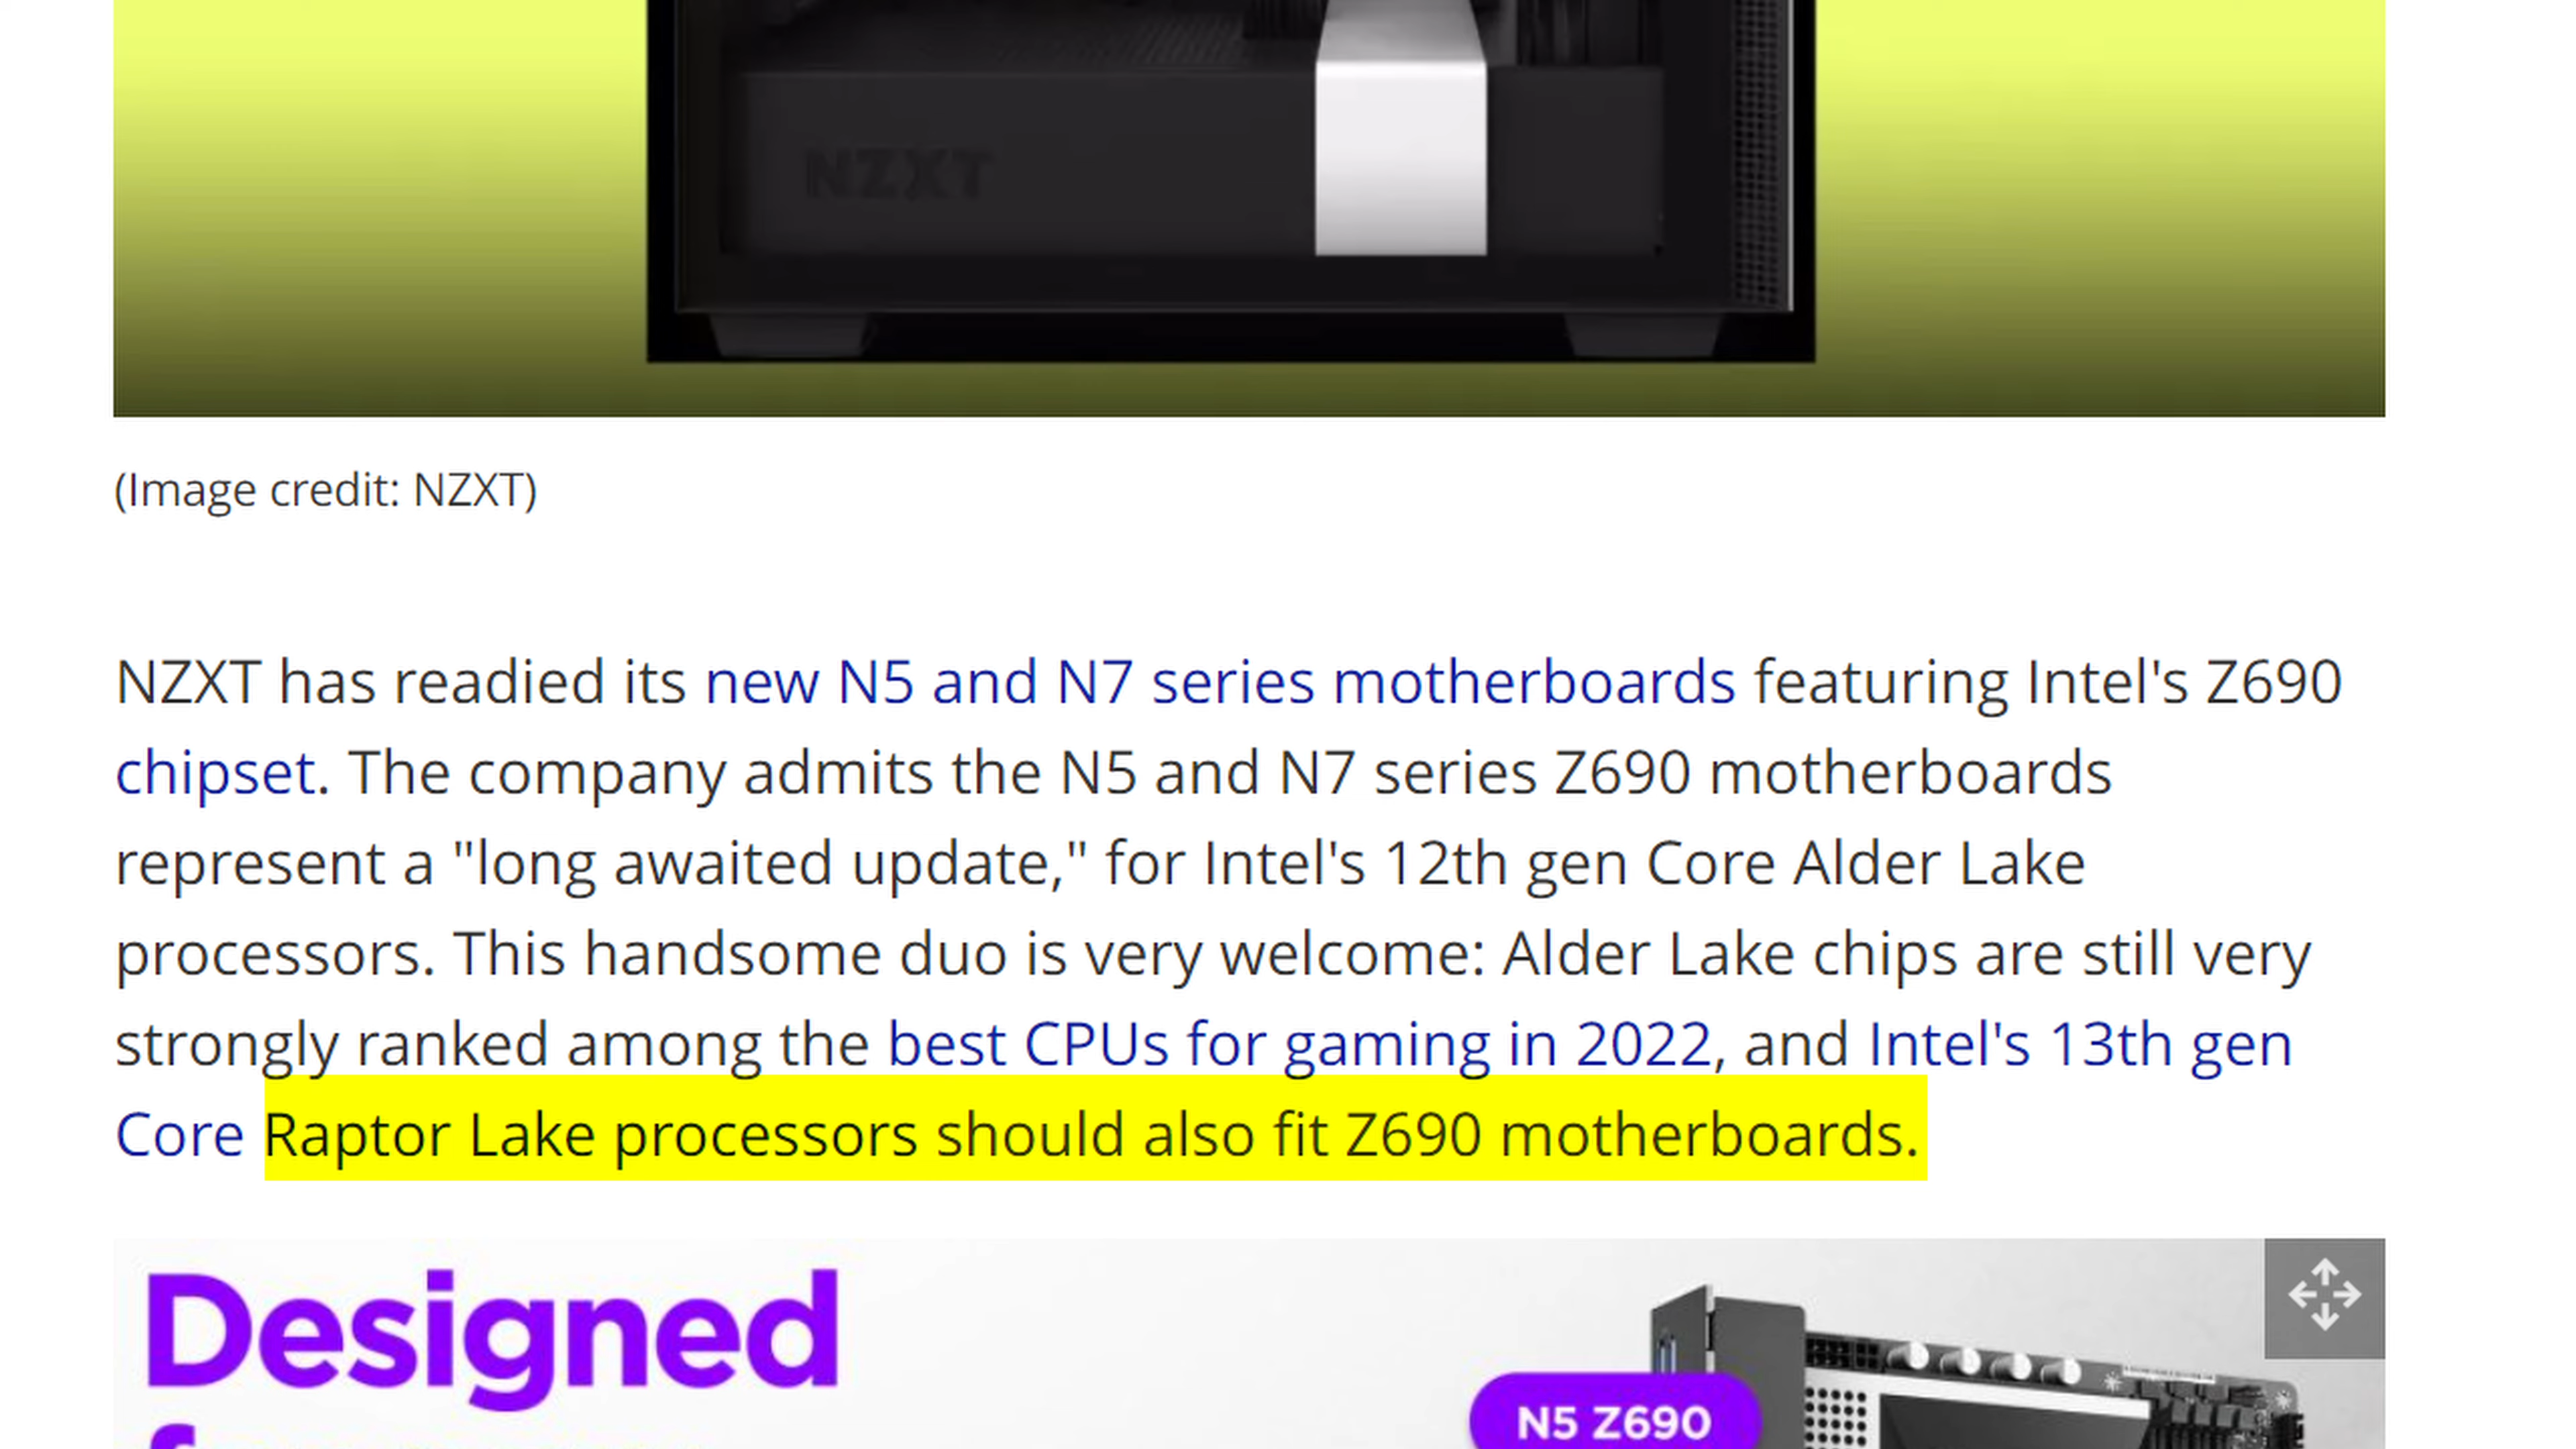 NZXT
(Image credit: NZXT)
NZXT has readied its new N5 and N7 series motherboards featuring Intel's Z690
chipset. The company admits the N5 and N7 series Z690 motherboards
represent a "long awaited update," for Intel's 12th gen Core Alder Lake
processors. This handsome duo is very welcome: Alder Lake chips are still very
strongly ranked among the best CPUs for gaming in 2022, and Intel's 13th gen
Core Raptor Lake processors should also fit Z690 motherboards.
Designed
N5 Z690